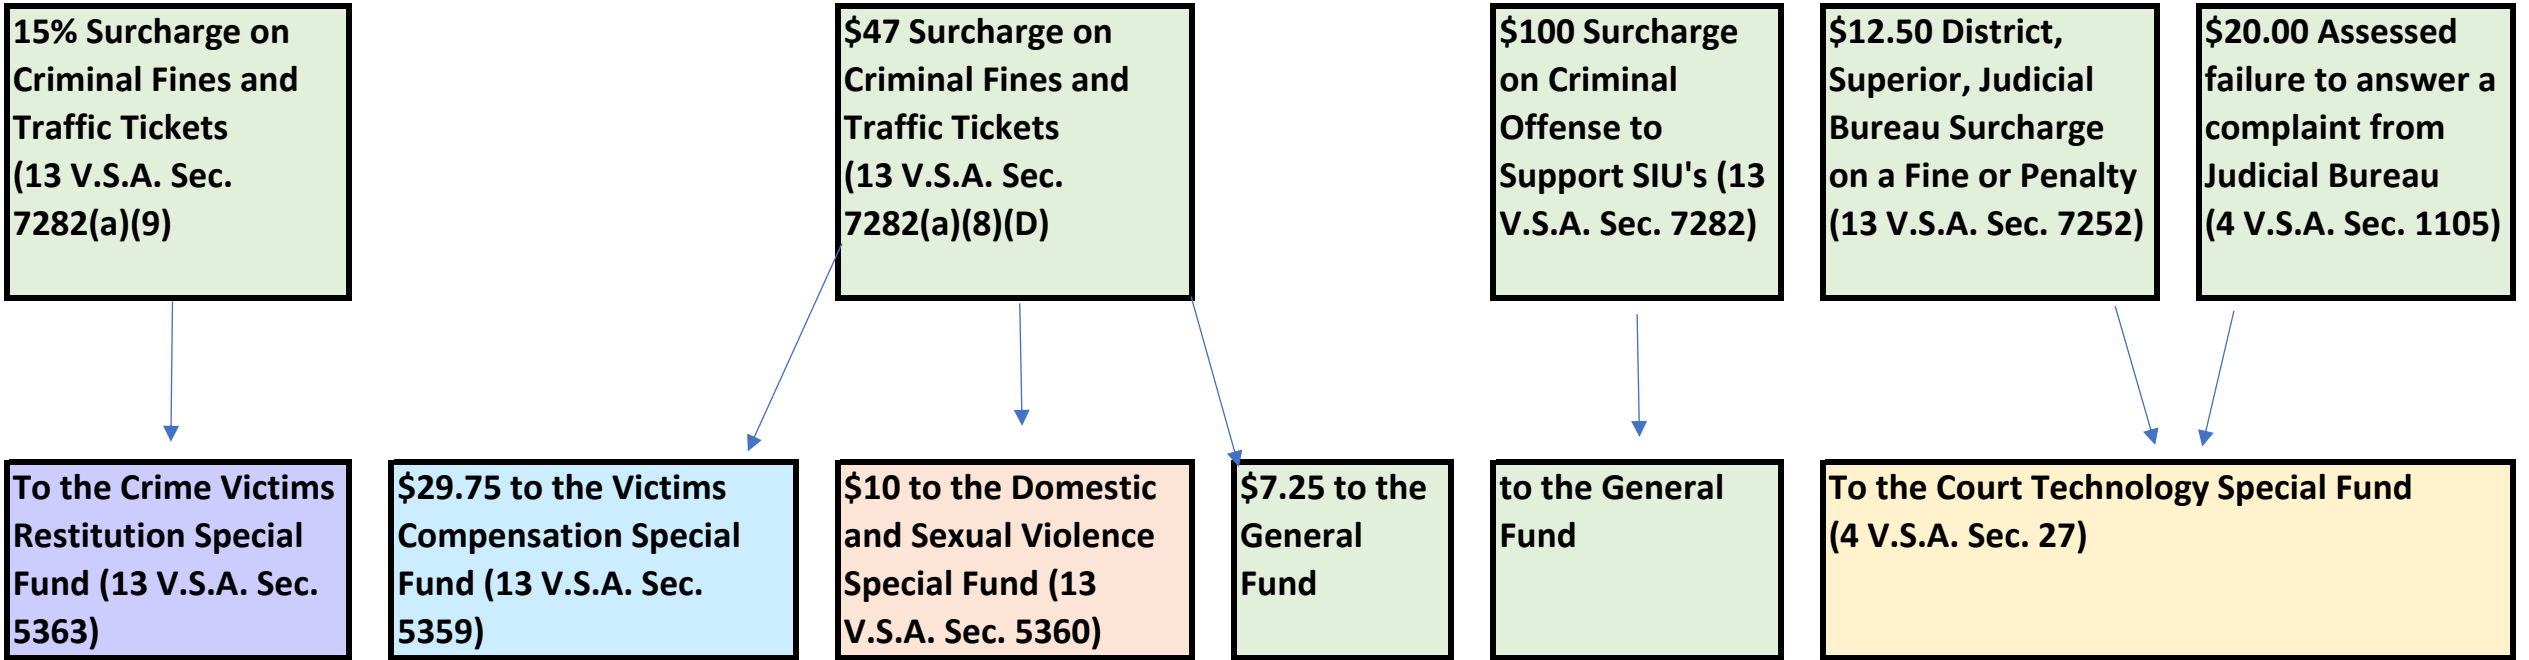 15% Surcharge on
Criminal Fines and
Traffic Tickets
(13 V.S.A. Sec.
7282(a)(9)
$47 Surcharge on
Criminal Fines and
Traffic Tickets
(13 V.S.A. Sec.
7282(a)(8)(D)
$100 Surcharge
on Criminal
Offense to
Support SIU's (13
V.S.A. Sec. 7282)
$12.50 District,
Superior, Judicial
Bureau Surcharge
on a Fine or Penalty
(13 V.S.A. Sec. 7252)
$20.00 Assessed
failure to answer a
complaint from
Judicial Bureau
(4 V.S.A. Sec. 1105)
To the Crime Victims
Restitution Special
Fund (13 V.S.A. Sec.
5363)
$29.75 to the Victims
Compensation Special
Fund (13 V.S.A. Sec.
5359)
$10 to the Domestic
and Sexual Violence
Special Fund (13
V.S.A. Sec. 5360)
$7.25 to the
General
Fund
to the General
Fund
To the Court Technology Special Fund
(4 V.S.A. Sec. 27)